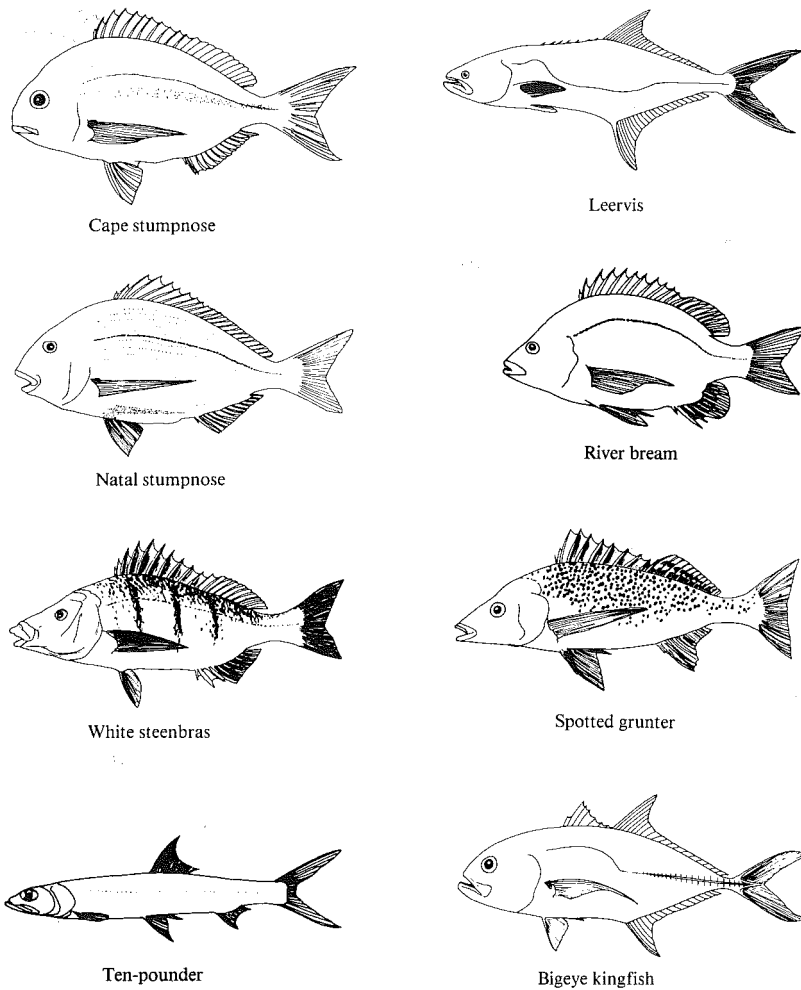 Cape stumpnose
Leervis
Natal stumpnose
River bream
White steenbras
Spotted grunter
Ten-pounder
Bigeye kingfish